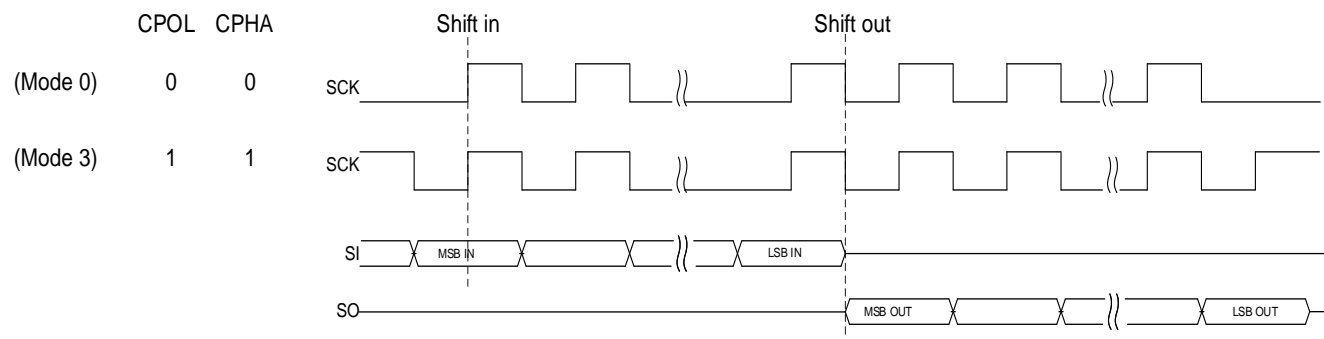 CPOL CPHA Shift in Shift out
(Mode 0) 0 0 SCK
(Mode 3) 1 1 SCK
SI MSB IN LSB IN
SO MSB OUT LSB OUT